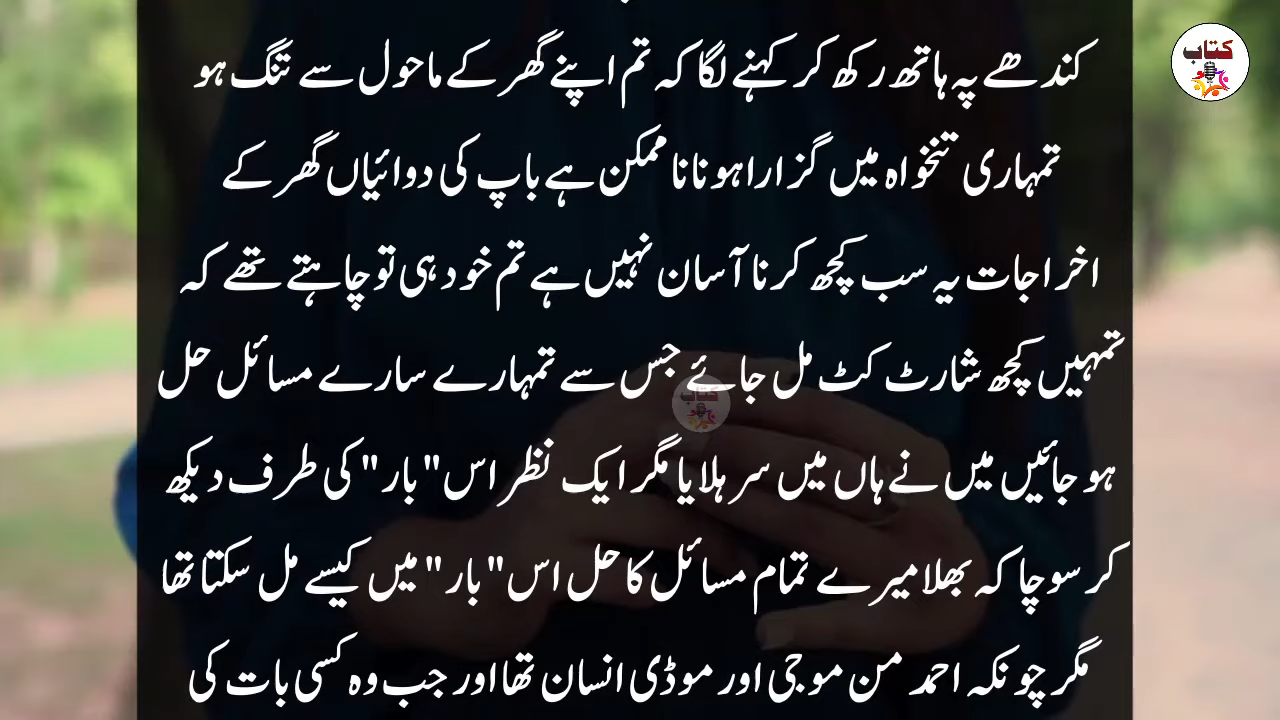 کتاب
کندھے پہ ہاتھ رکھ کر کہنے لگا کہ تم اپنے گھر کے ماحول سے تنگ ہو
تمہاری تنخواہ میں گزارا ہونا ناممکن ہے باپ کی دوائیاں گھر کے
اخراجات یہ سب کچھ کرنا آسان نہیں ہے تم خود ہی تو چاہتے تھے کہ
تمہیں کچھ شارٹ کٹ مل جائے جس سے تمہارے سارے مسائل حل
کتاب
ہو جائیں میں نے ہاں میں سر ہلایا مگر ایک نظر اس "بار" کی طرف دیکھ
کر سوچا کہ بھلا میرے تمام مسائل کا حل اس "بار" میں کیسے مل سکتا تھا
مگر چونکہ احمد من موجی اور موڈی انسان تھا اور جب وہ کسی بات کی